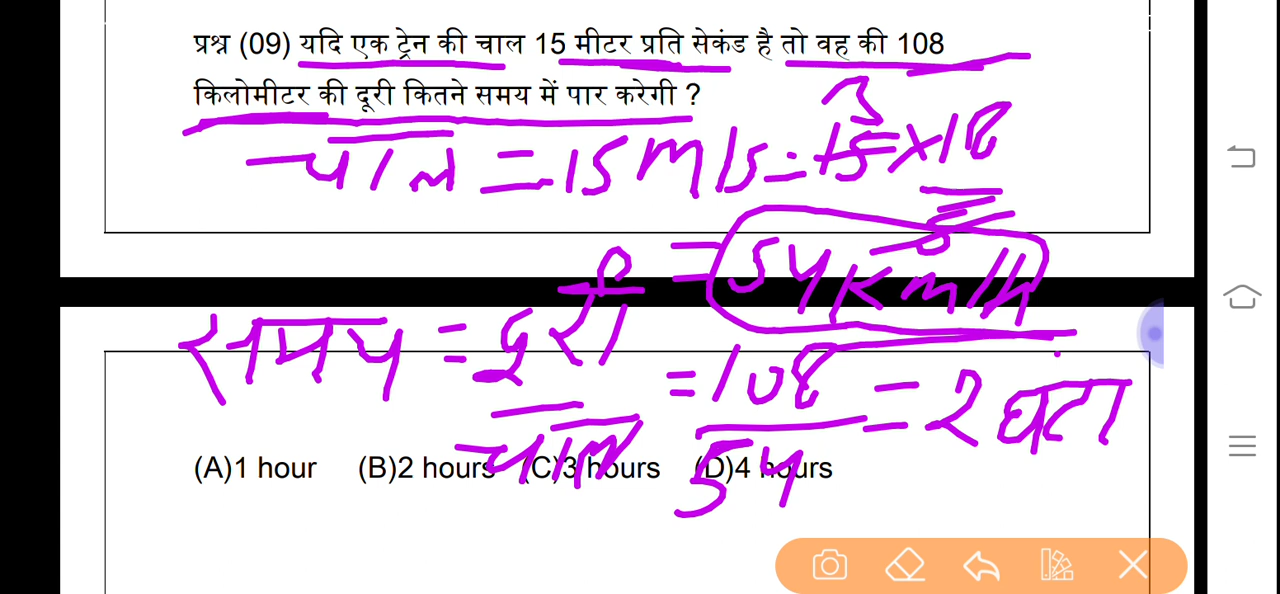 प्रश्न (09) यदि एक ट्रेन की चाल 15 मीटर प्रति सेकंड है तो वह की 108
किलोमीटर की दूरी कितने समय में पार करेगी ?
चाल = 15 m/s = 15 × 18
3
5
= 54 Km/h
समय = दूरी = 108 = 2 घंटा
चाल 54
(A)1 hour (B)2 hours (C)3 hours (D)4 hours